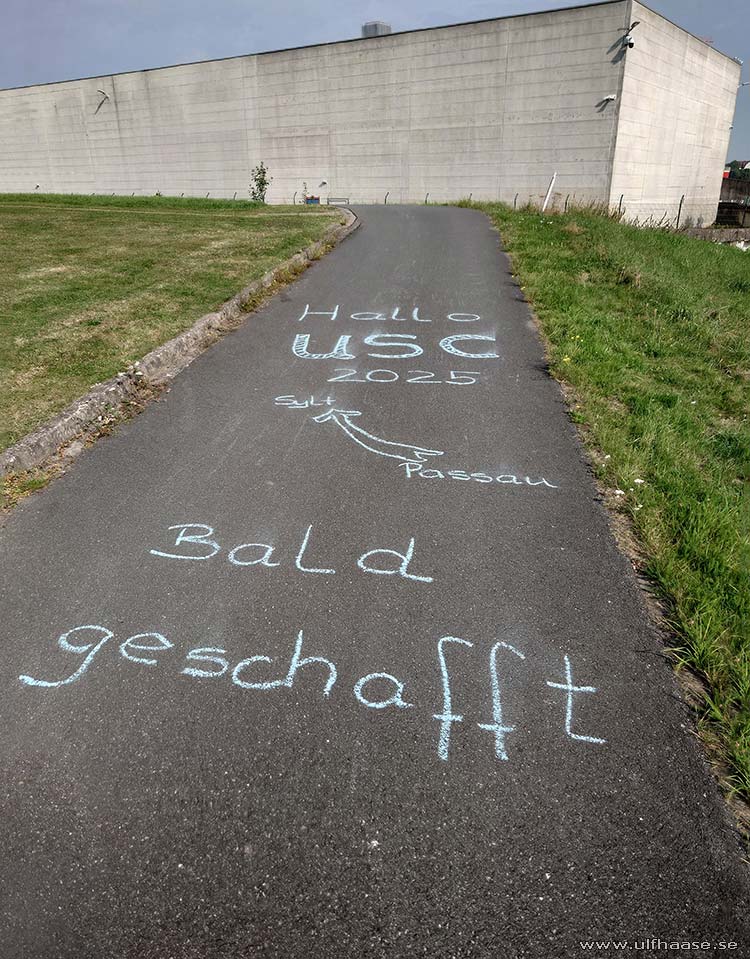 Hallo
USC
2025
Sylt
Passau
Bald
geschafft
www.ulfhaase.se